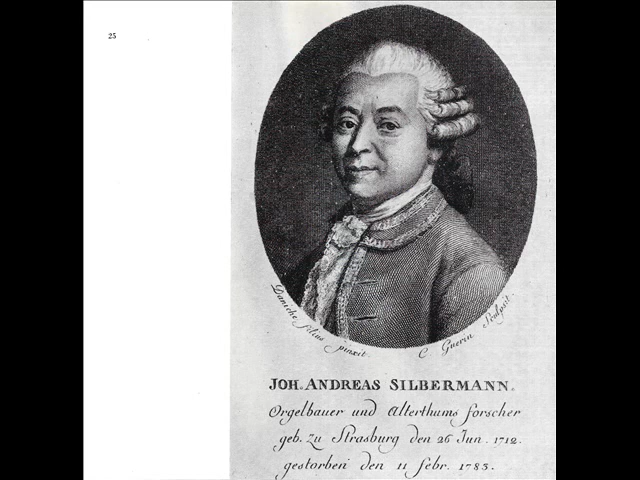 25
Daniche filius pinxit. C. Guerin Sculpsit.
JOH. ANDREAS SILBERMANN.
Orgelbauer und Alterthums forscher
geb. zu Strasburg den 26 Jun. 1712.
gestorben den 11 febr. 1783.